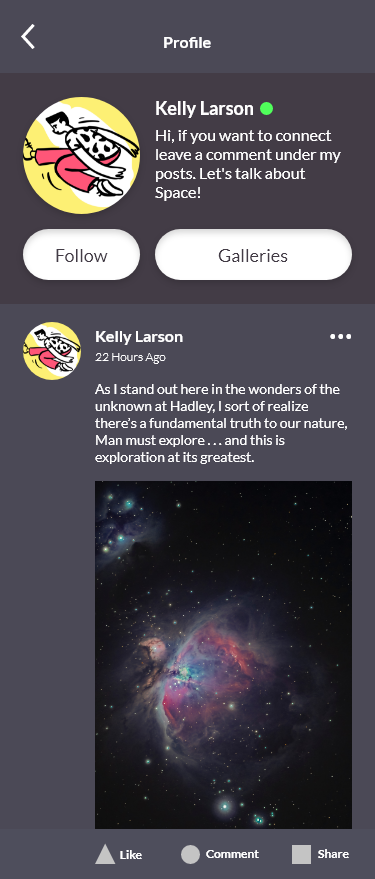 Profile
Kelly Larson
Hi, if you want to connect
leave a comment under my
posts. Let's talk about
Space!
Follow
Galleries
Kelly Larson
22 Hours Ago
As I stand out here in the wonders of the
unknown at Hadley, I sort of realize
there's a fundamental truth to our nature,
Man must explore . . . and this is
exploration at its greatest.
Like
Comment
Share